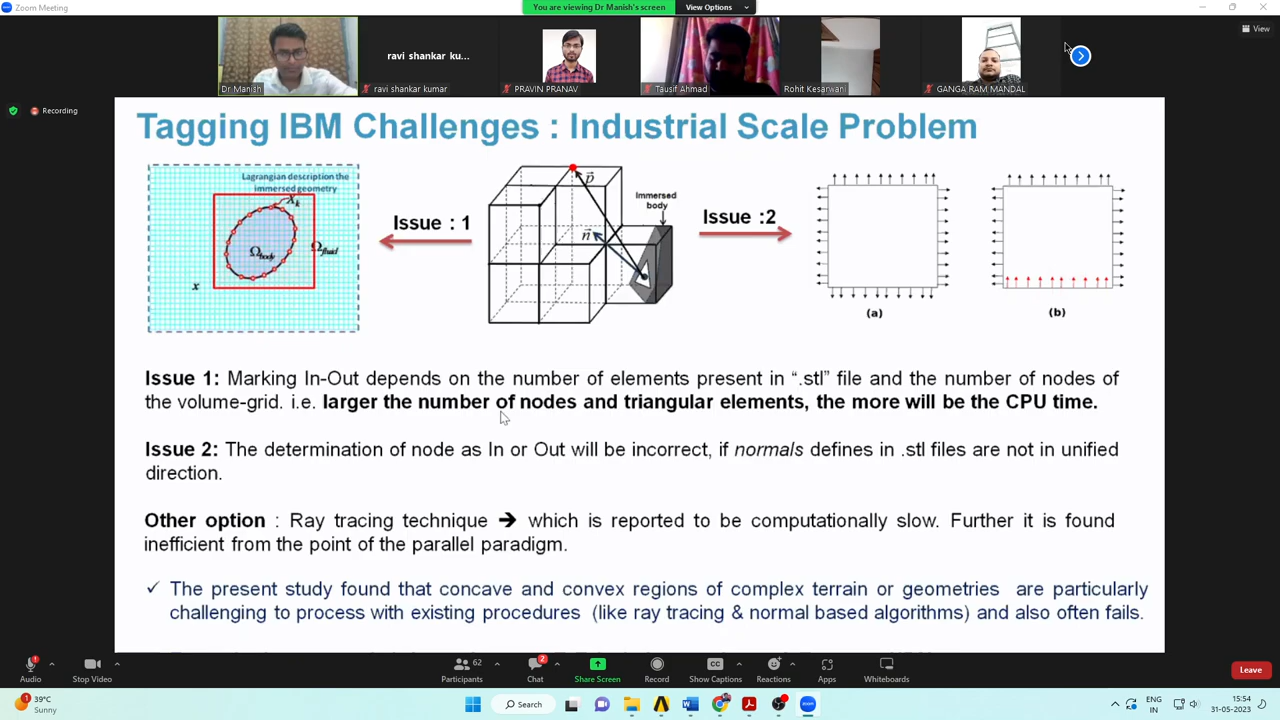 Zoom Meeting
You are viewing Dr Manish's screen
View Options
View
ravi shankar ku...
Dr Manish
ravi shankar kumar
PRAVIN PRANAV
Tausif Ahmad
Rohit Kesarwani
GANGA RAM MANDAL
Recording
Tagging IBM Challenges : Industrial Scale Problem
Lagrangian description the
immersed geometry
X_k
Ω_body
Ω_fluid
x
Issue : 1
p
n
Immersed
body
Issue :2
(a)
(b)
Issue 1: Marking In-Out depends on the number of elements present in “.stl” file and the number of nodes of
the volume-grid. i.e. larger the number of nodes and triangular elements, the more will be the CPU time.
Issue 2: The determination of node as In or Out will be incorrect, if normals defines in .stl files are not in unified
direction.
Other option : Ray tracing technique ➔ which is reported to be computationally slow. Further it is found
inefficient from the point of the parallel paradigm.
✓ The present study found that concave and convex regions of complex terrain or geometries are particularly
challenging to process with existing procedures (like ray tracing & normal based algorithms) and also often fails.
Audio
Stop Video
62
Participants
2
Chat
Share Screen
Record
Show Captions
Reactions
Apps
Whiteboards
Leave
1
39°C
Sunny
Search
ENG
IN
15:54
31-05-2023